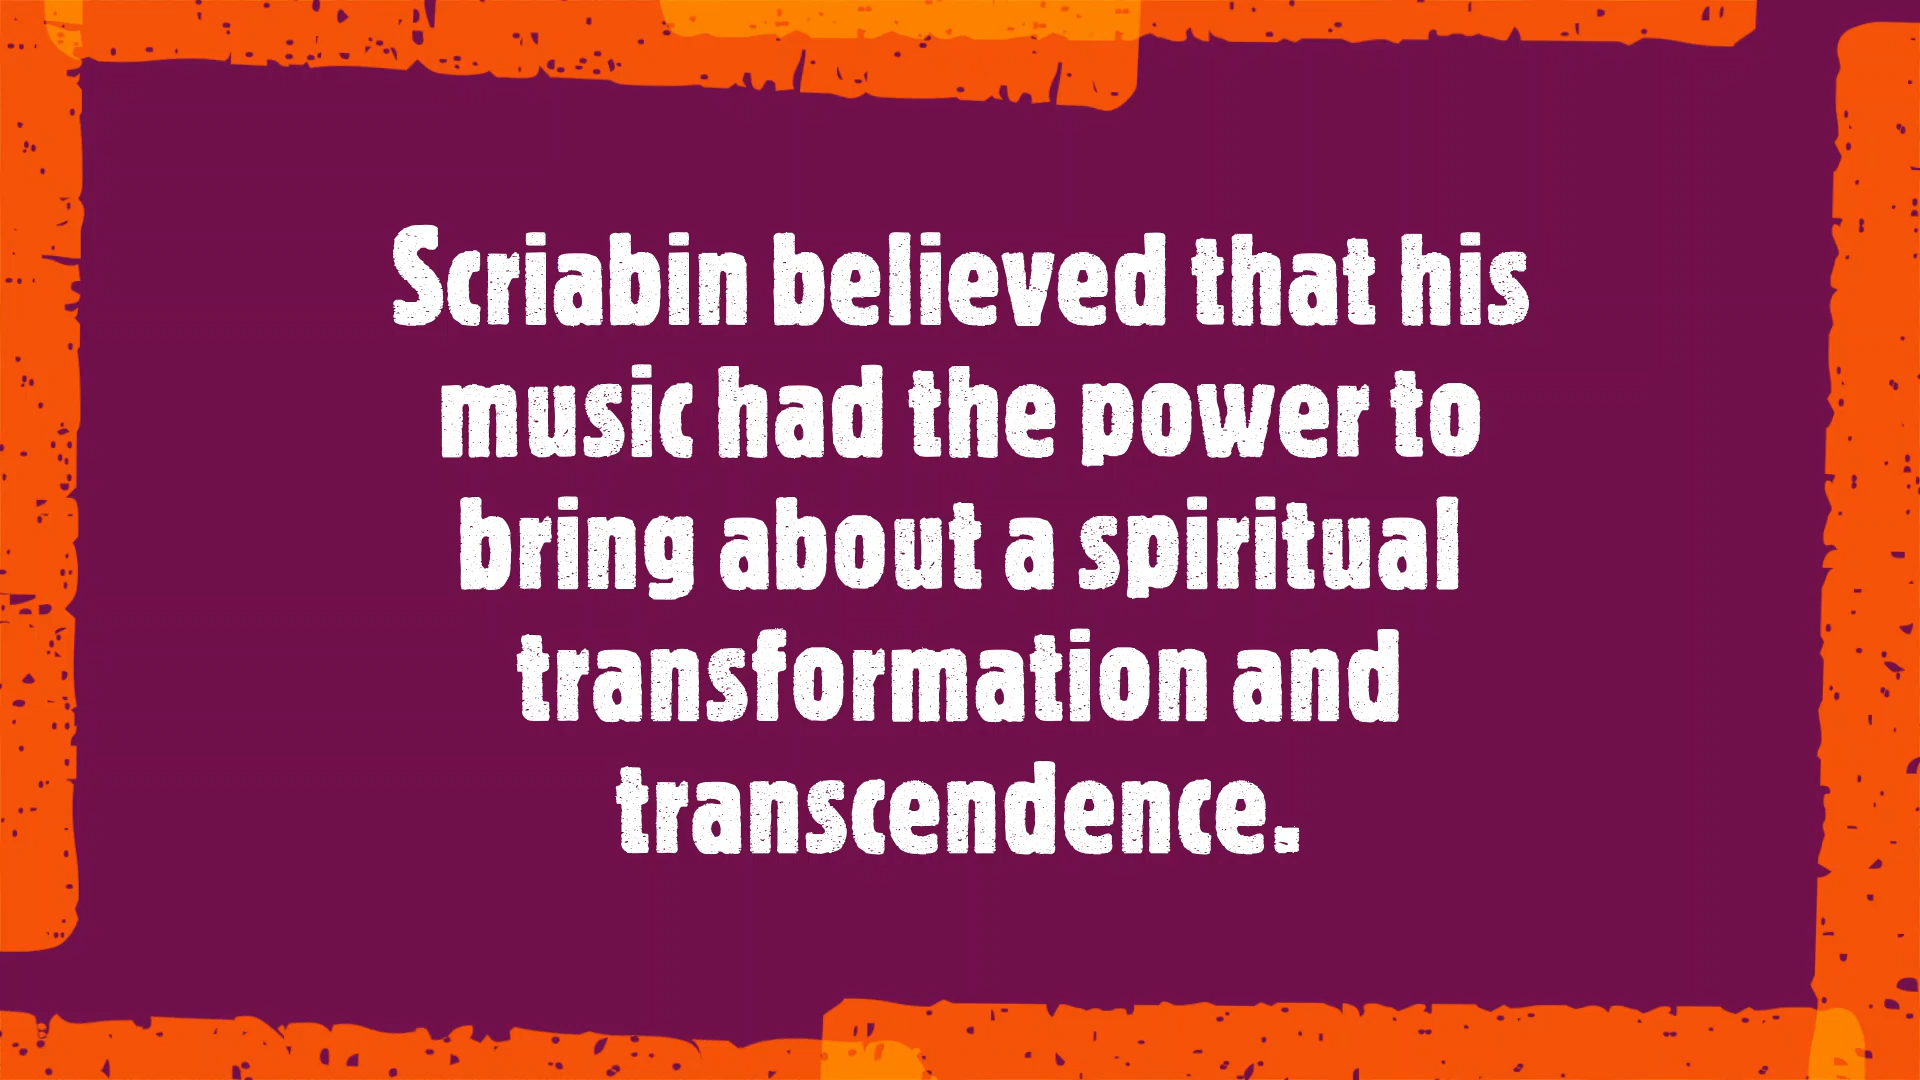 Scriabin believed that his
music had the power to
bring about a spiritual
transformation and
transcendence.